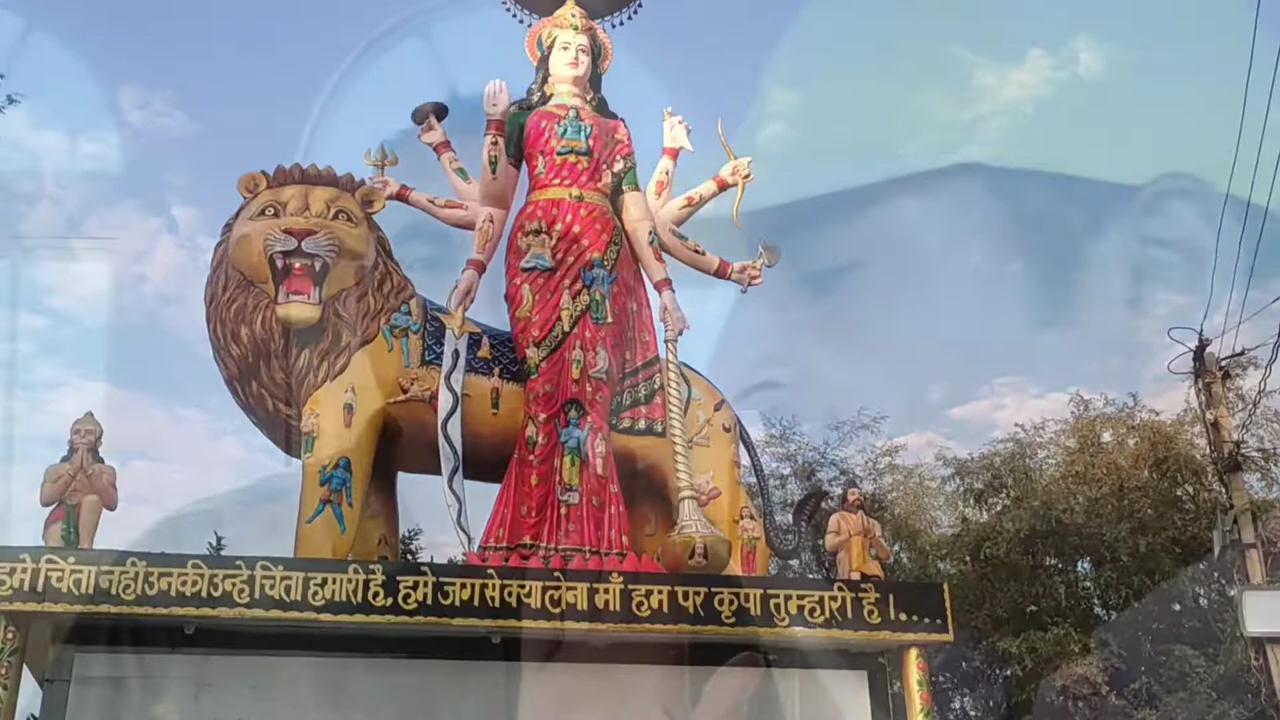 हमे चिंता नहीं उनकी उन्हे चिंता हमारी है, हमे जग से क्या लेना माँ हम पर कृपा तुम्हारी है।....